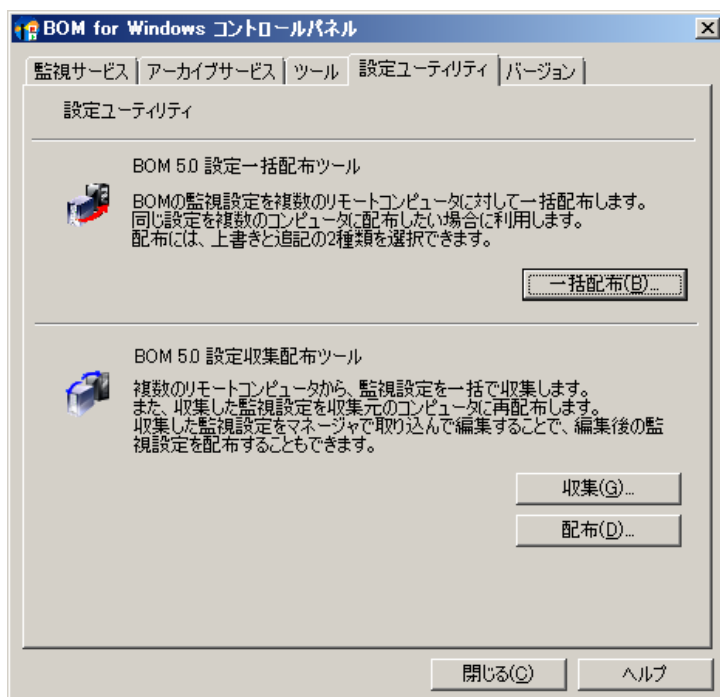 BOM for Windows コントロールパネル
監視サービス アーカイブサービス ツール 設定ユーティリティ バージョン
設定ユーティリティ
BOM 5.0 設定一括配布ツール
BOMの監視設定を複数のリモートコンピュータに対して一括配布します。
同じ設定を複数のコンピュータに配布したい場合に利用します。
配布には、上書きと追記の2種類を選択できます。
一括配布(B)...
BOM 5.0 設定収集配布ツール
複数のリモートコンピュータから、監視設定を一括で収集します。
また、収集した監視設定を収集元のコンピュータに再配布します。
収集した監視設定をマネージャで取り込んで編集することで、編集後の監
視設定を配布することもできます。
収集(G)...
配布(D)...
閉じる(C) ヘルプ